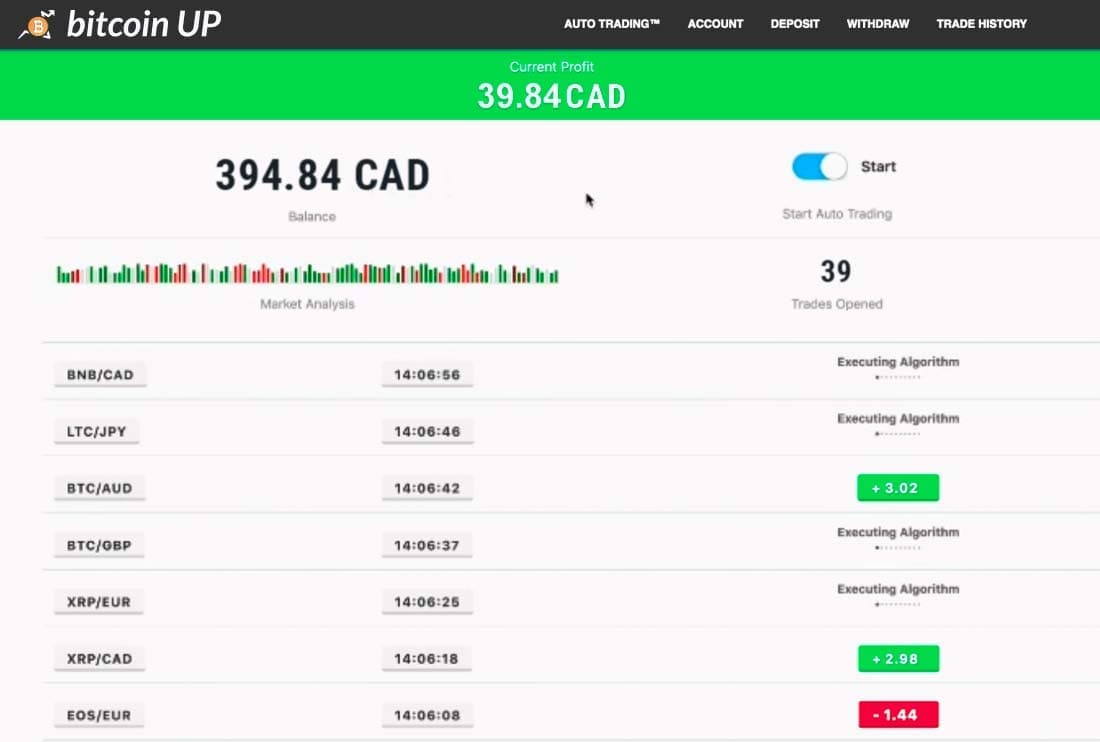 bitcoin UP
AUTO TRADING™ ACCOUNT DEPOSIT WITHDRAW TRADE HISTORY
Current Profit
39.84 CAD
394.84 CAD
Balance
Start
Start Auto Trading
Market Analysis
39
Trades Opened
BNB/CAD 14:06:56 Executing Algorithm
LTC/JPY 14:06:46 Executing Algorithm
BTC/AUD 14:06:42 + 3.02
BTC/GBP 14:06:37 Executing Algorithm
XRP/EUR 14:06:25 Executing Algorithm
XRP/CAD 14:06:18 + 2.98
EOS/EUR 14:06:08 - 1.44